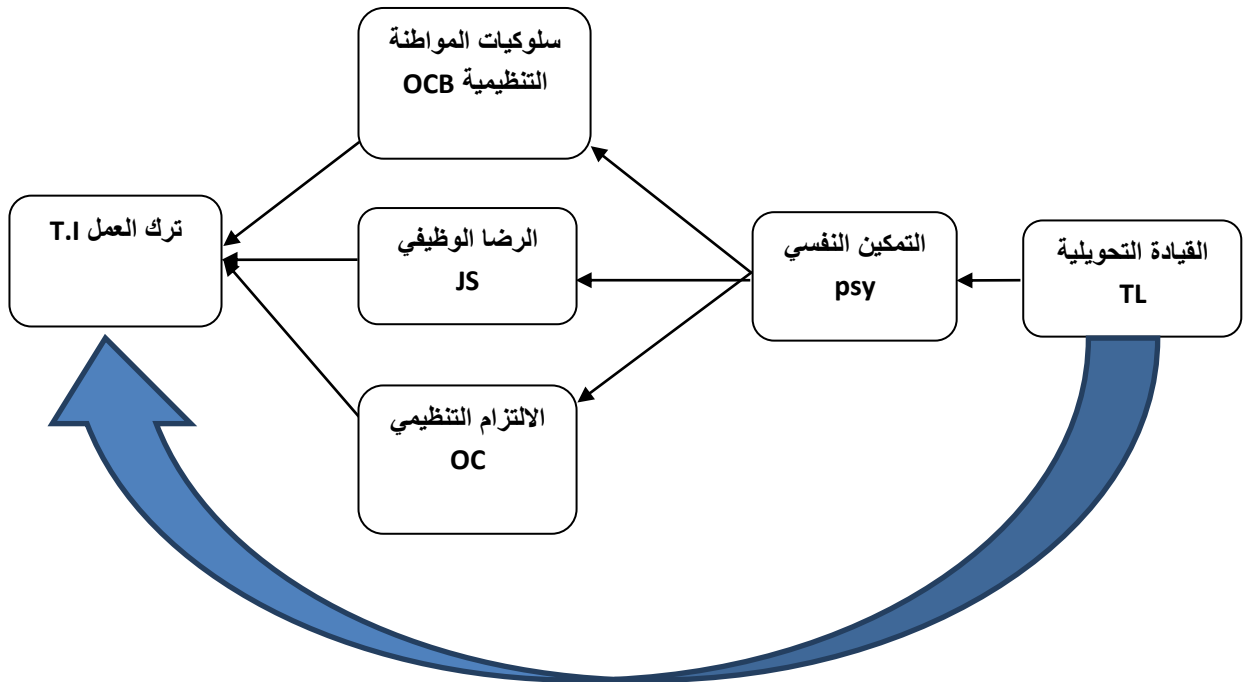 سلوكيات المواطنة
التنظيمية OCB
القيادة التحويلية
TL
التمكين النفسي
psy
الرضا الوظيفي
JS
ترك العمل T.I
الالتزام التنظيمي
OC